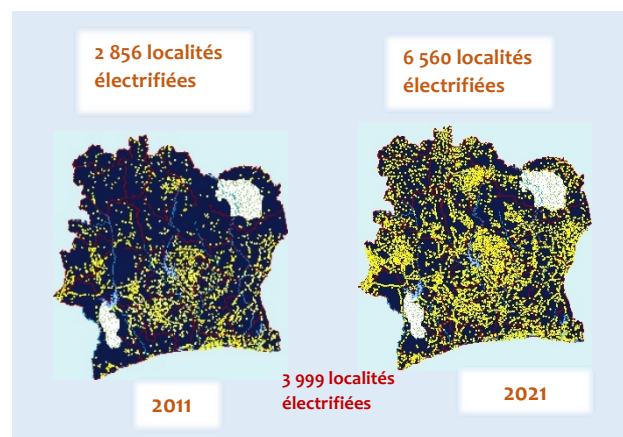 2 856 localités
électrifiées
6 560 localités
électrifiées
3 999 localités
électrifiées
2011
2021